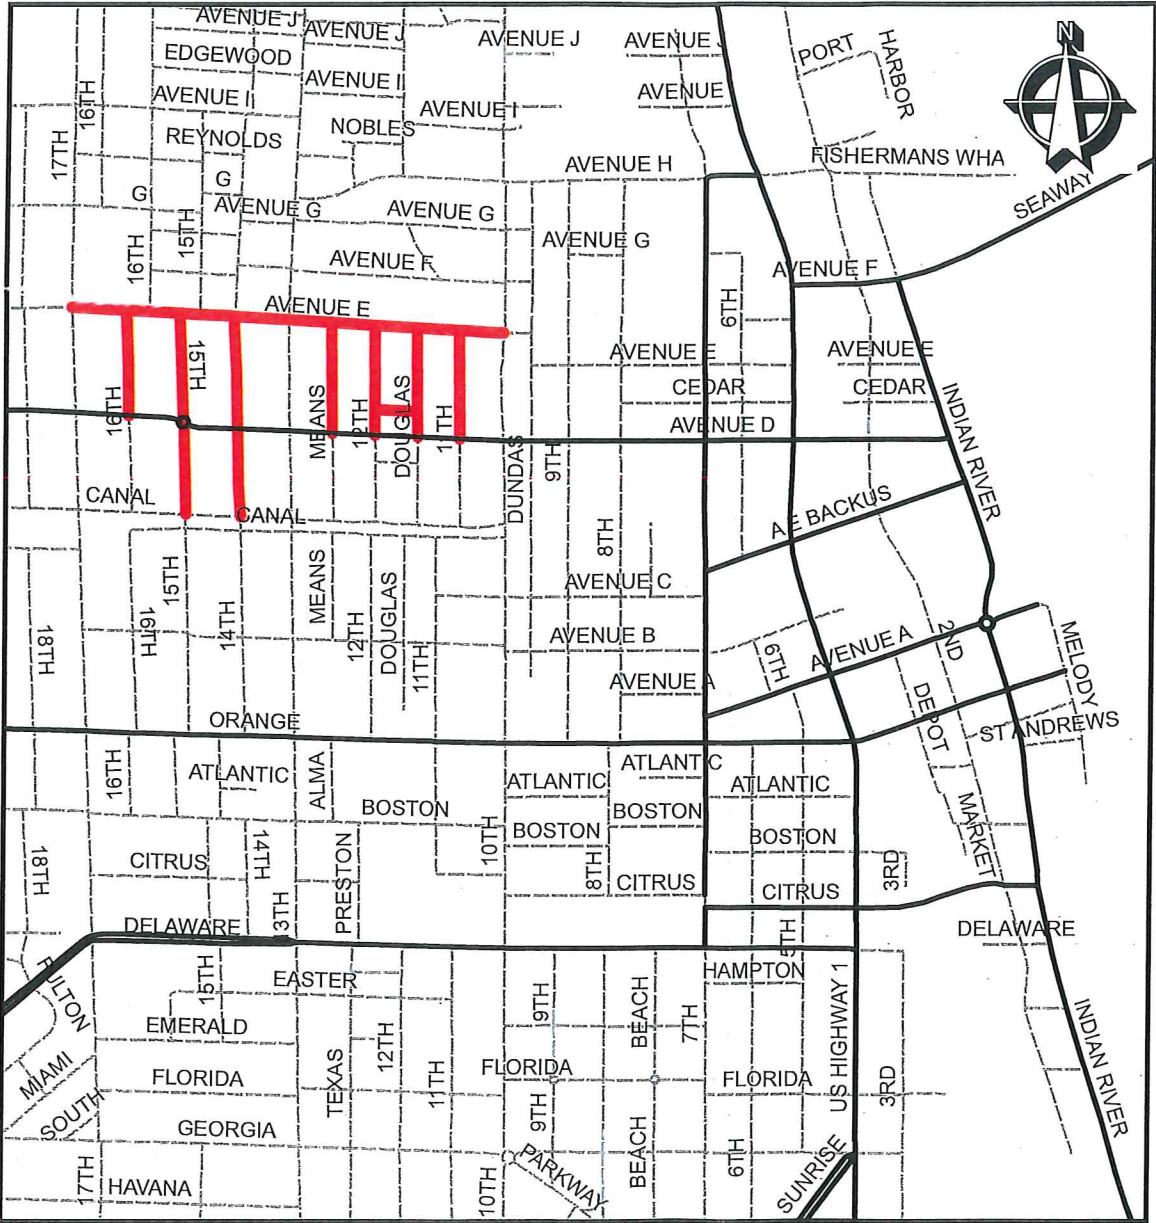 AVENUE J
AVENUE J
AVENUE J
AVENUE J
PORT
HARBOR
N
EDGEWOOD
AVENUE I
AVENUE I
AVENUE I
AVENUE
16TH
17TH
REYNOLDS
NOBLES
AVENUE H
FISHERMANS WHA
SEAWAY
G
G
AVENUE G
AVENUE G
AVENUE G
16TH
15TH
AVENUE F
AVENUE F
6TH
AVENUE E
AVENUE E
AVENUE E
15TH
CEDAR
CEDAR
16TH
MEANS
12TH
DOUGLAS
11TH
AVENUE D
INDIAN RIVER
DUNDAS
9TH
CANAL
CANAL
A E BACKUS
8TH
15TH
MEANS
DOUGLAS
AVENUE C
18TH
16TH
14TH
12TH
11TH
AVENUE B
6TH
AVENUE A
2ND
MELODY
AVENUE A
ORANGE
DEPOT
ST ANDREWS
16TH
ATLANTIC
ALMA
ATLANTIC
ATLANTIC
ATLANTIC
BOSTON
BOSTON
BOSTON
BOSTON
MARKET
18TH
CITRUS
14TH
10TH
8TH
CITRUS
CITRUS
3RD
PRESTON
13TH
DELAWARE
5TH
DELAWARE
FULTON
15TH
EASTER
9TH
BEACH
7TH
HAMPTON
US HIGHWAY 1
INDIAN RIVER
EMERALD
12TH
MIAMI
FLORIDA
TEXAS
11TH
FLORIDA
FLORIDA
3RD
SOUTH
GEORGIA
9TH
BEACH
6TH
SUNRISE
17TH
HAVANA
10TH
PARKWAY